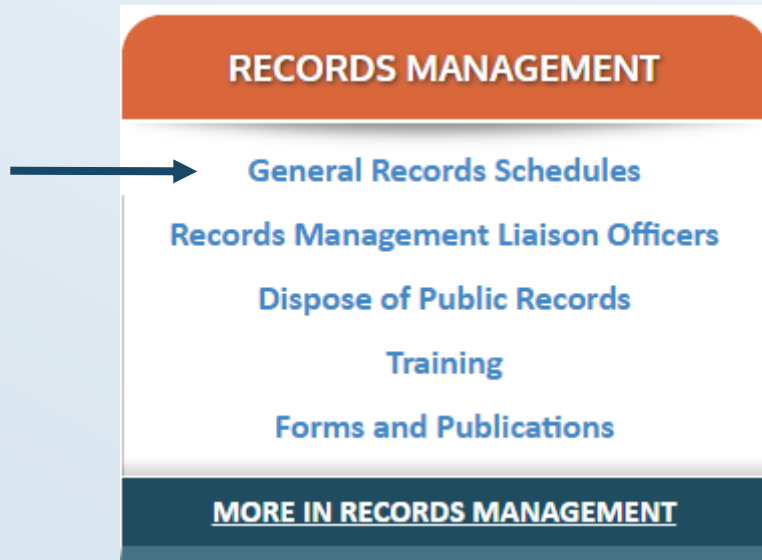 RECORDS MANAGEMENT
General Records Schedules
Records Management Liaison Officers
Dispose of Public Records
Training
Forms and Publications
MORE IN RECORDS MANAGEMENT